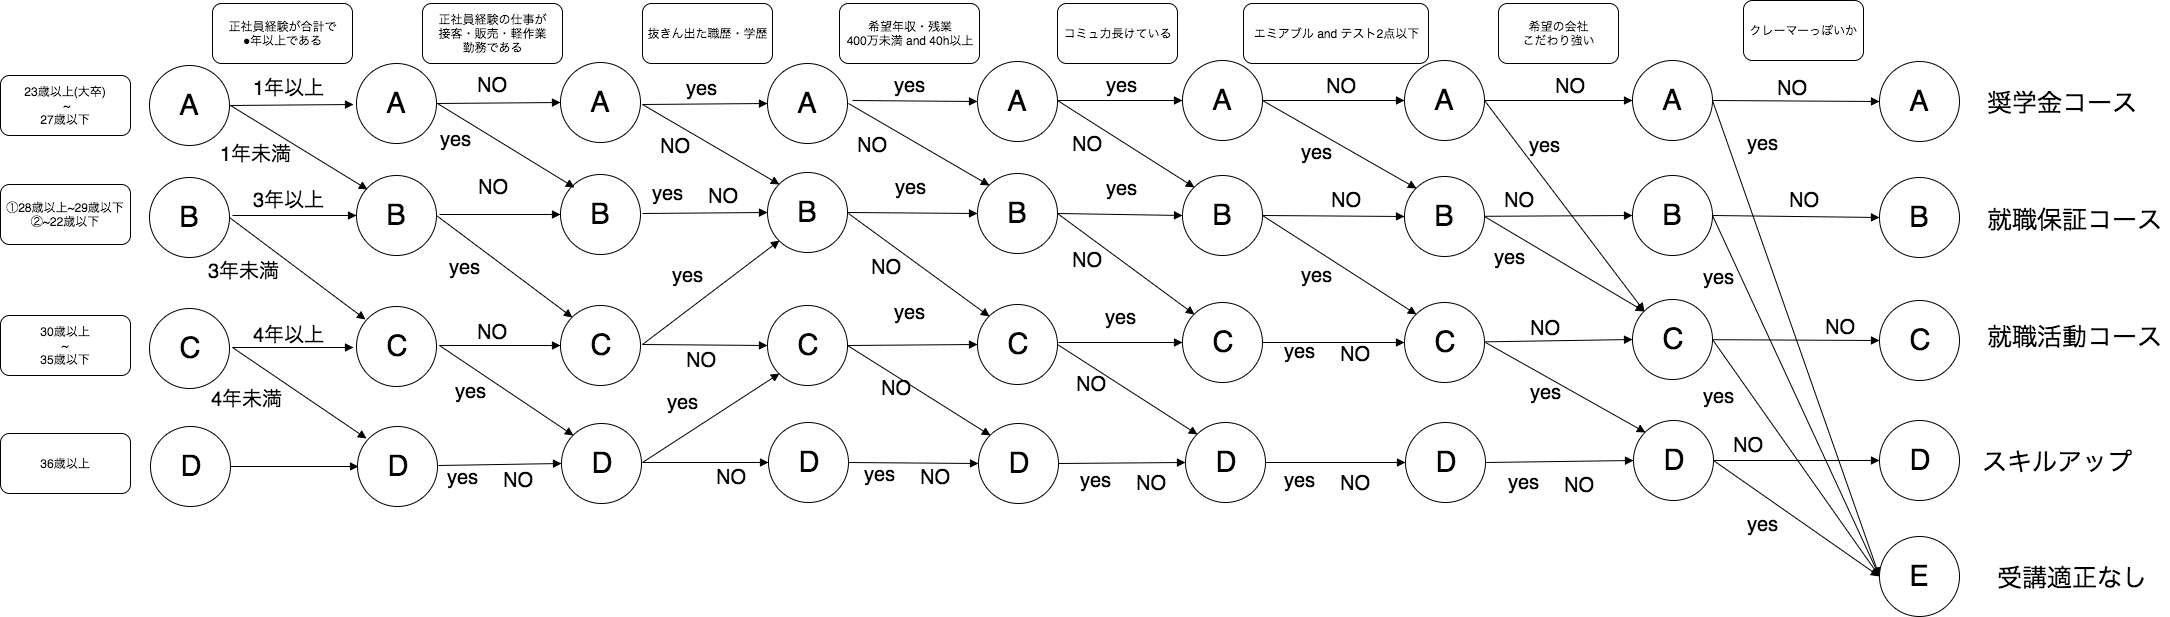 正社員経験が合計で
●年以上である
正社員経験の仕事が
接客・販売・軽作業
勤務である
抜きん出た職歴・学歴
希望年収・残業
400万未満 and 40h以上
コミュ力長けている
エミアブル and テスト2点以下
希望の会社
こだわり強い
クレーマーっぽいか
23歳以上(大卒)
~
27歳以下
A
1年以上
A
NO
A
yes
A
yes
A
yes
A
NO
A
NO
A
NO
A
奨学金コース
1年未満
yes
NO
NO
NO
yes
yes
yes
①28歳以上~29歳以下
②~22歳以下
B
3年以上
B
NO
B
yes NO
B
yes
B
yes
B
NO
B
NO
B
NO
B
就職保証コース
3年未満
yes
yes
NO
NO
yes
yes
yes
30歳以上
~
35歳以下
C
4年以上
C
NO
C
NO
C
yes
C
yes
C
yes NO
C
NO
C
NO
C
就職活動コース
4年未満
yes
yes
NO
NO
yes
yes
36歳以上
D
D
yes NO
D
NO
D
yes NO
D
yes NO
D
yes NO
D
yes NO
D
NO
D
スキルアップ
yes
E
受講適正なし